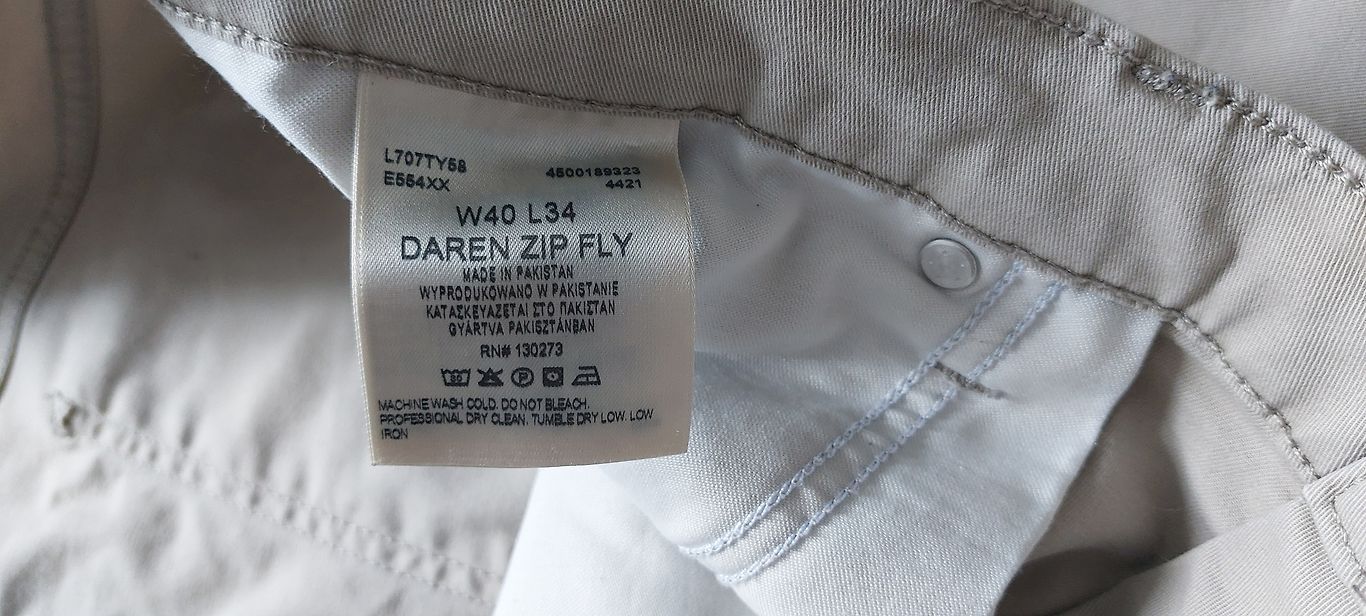 L707TY58
E554XX
4500189323
4421
W40 L34
DAREN ZIP FLY
MADE IN PAKISTAN
WYPRODUKOWANO W PAKISTANIE
ΚΑΤΑΣΚΕΥΑΖΕΤΑΙ ΣΤΟ ΠΑΚΙΣΤΑΝ
GYÁRTVA PAKISZTÁNBAN
RN# 130273
MACHINE WASH COLD. DO NOT BLEACH.
PROFESSIONAL DRY CLEAN. TUMBLE DRY LOW. LOW
IRON